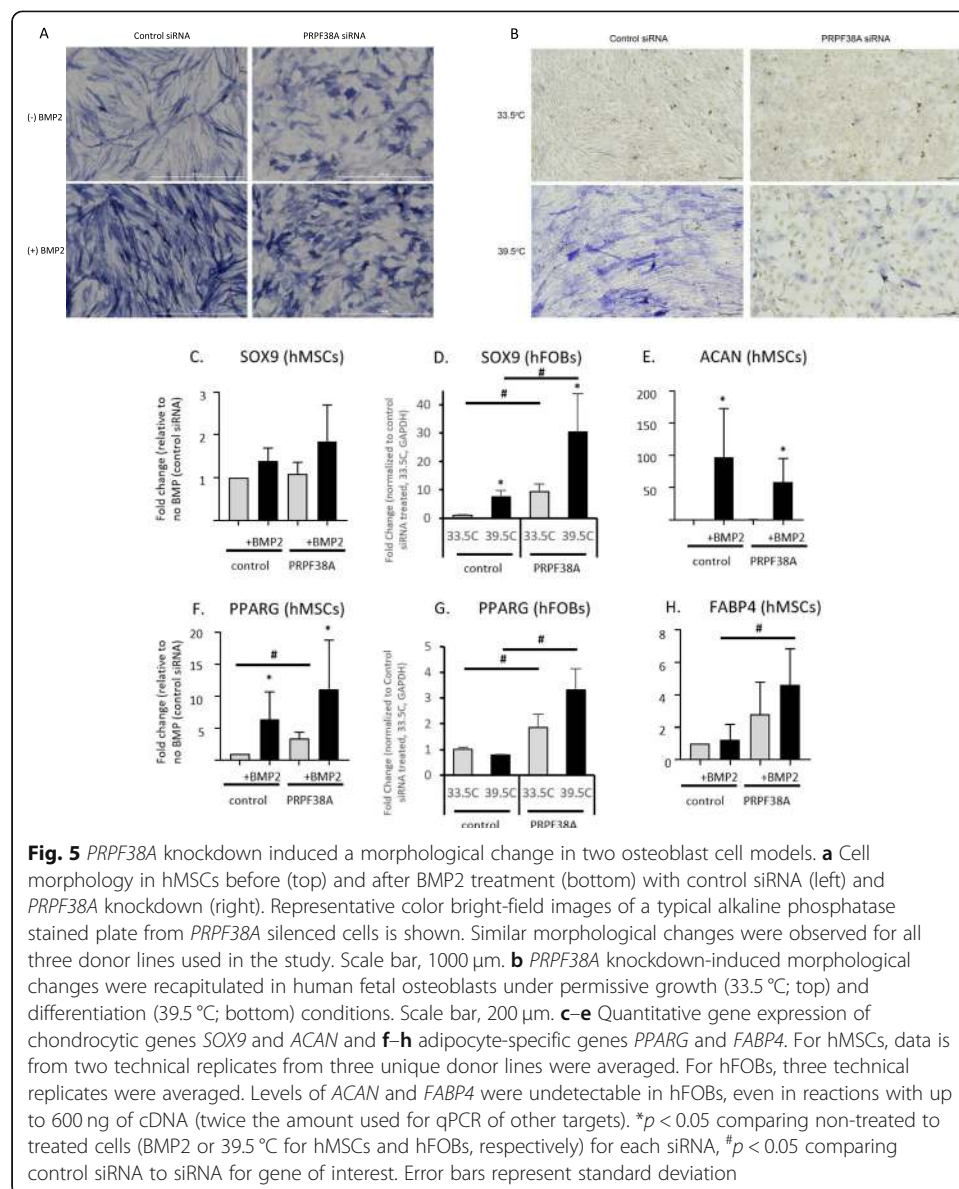 A
Control siRNA
PRPF38A siRNA
(-) BMP2
(+) BMP2
B
Control siRNA
PRPF38A siRNA
33.5°C
39.5°C
C. SOX9 (hMSCs)
Fold change (relative to
no BMP (control siRNA)
3
2
1
+BMP2 +BMP2
control PRPF38A
D. SOX9 (hFOBs)
Fold Change (normalized to control
siRNA treated, 33.5C, GAPDH)
40
30
20
10
0
#
#
*
*
33.5C 39.5C 33.5C 39.5C
control PRPF38A
E. ACAN (hMSCs)
200
150
100
50
*
*
+BMP2 +BMP2
control PRPF38A
F. PPARG (hMSCs)
Fold change (relative to
no BMP (control siRNA)
20
15
10
5
#
*
*
+BMP2 +BMP2
control PRPF38A
G. PPARG (hFOBs)
Fold Change (normalized to Control
siRNA treated, 33.5C, GAPDH)
5
4
3
2
1
0
#
#
33.5C 39.5C 33.5C 39.5C
control PRPF38A
H. FABP4 (hMSCs)
8
6
4
2
0
#
+BMP2 +BMP2
control PRPF38A
Fig. 5 PRPF38A knockdown induced a morphological change in two osteoblast cell models. a Cell
morphology in hMSCs before (top) and after BMP2 treatment (bottom) with control siRNA (left) and
PRPF38A knockdown (right). Representative color bright-field images of a typical alkaline phosphatase
stained plate from PRPF38A silenced cells is shown. Similar morphological changes were observed for all
three donor lines used in the study. Scale bar, 1000 μm. b PRPF38A knockdown-induced morphological
changes were recapitulated in human fetal osteoblasts under permissive growth (33.5 °C; top) and
differentiation (39.5 °C; bottom) conditions. Scale bar, 200 μm. c–e Quantitative gene expression of
chondrocytic genes SOX9 and ACAN and f–h adipocyte-specific genes PPARG and FABP4. For hMSCs, data is
from two technical replicates from three unique donor lines were averaged. For hFOBs, three technical
replicates were averaged. Levels of ACAN and FABP4 were undetectable in hFOBs, even in reactions with up
to 600 ng of cDNA (twice the amount used for qPCR of other targets). *p < 0.05 comparing non-treated to
treated cells (BMP2 or 39.5 °C for hMSCs and hFOBs, respectively) for each siRNA, #p < 0.05 comparing
control siRNA to siRNA for gene of interest. Error bars represent standard deviation